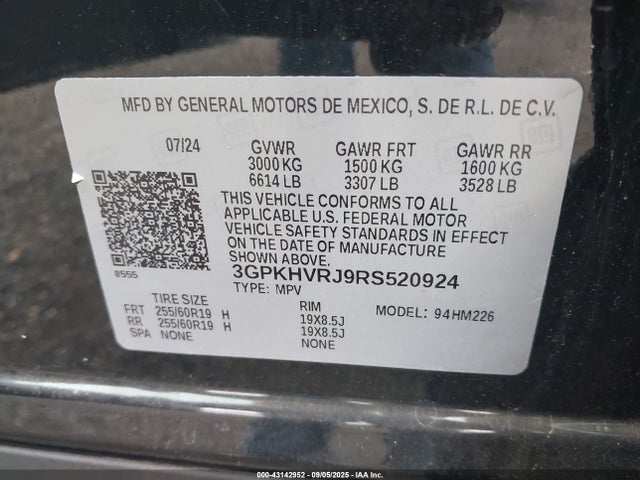 MFD BY GENERAL MOTORS DE MEXICO, S. DE R.L. DE C.V.
07/24 GVWR GAWR FRT GAWR RR
3000 KG 1500 KG 1600 KG
6614 LB 3307 LB 3528 LB
THIS VEHICLE CONFORMS TO ALL
APPLICABLE U.S. FEDERAL MOTOR
VEHICLE SAFETY STANDARDS IN EFFECT
ON THE DATE OF MANUFACTURE
SHOWN ABOVE.
8555 3GPKHVRJ9RS520924
TYPE: MPV
TIRE SIZE RIM MODEL: 94HM226
FRT 255/60R19 H 19X8.5J
RR 255/60R19 H 19X8.5J
SPA NONE NONE
000-43142952 | 09/05/2025 | IAA Inc.